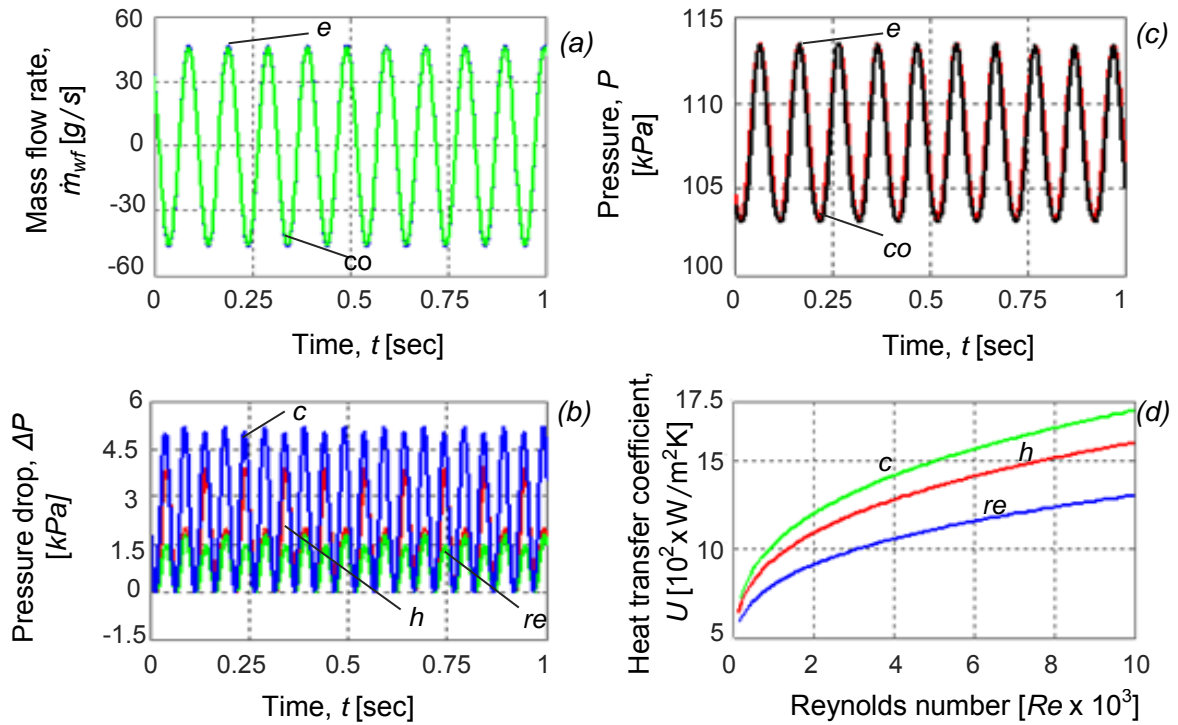 60
30
0
-30
-60
Mass flow rate,
ṁwf [g/s]
e
co
(a)
0 0.25 0.5 0.75 1
Time, t [sec]
115
110
105
100
Pressure, P
[kPa]
e
co
(c)
0 0.25 0.5 0.75 1
Time, t [sec]
6
4.5
3
1.5
0
-1.5
Pressure drop, ΔP
[kPa]
c
h
re
(b)
0 0.25 0.5 0.75 1
Time, t [sec]
17.5
15
10
5
Heat transfer coefficient,
U [10² x W/m²K]
c
h
re
(d)
0 2 4 6 8 10
Reynolds number [Re x 10³]